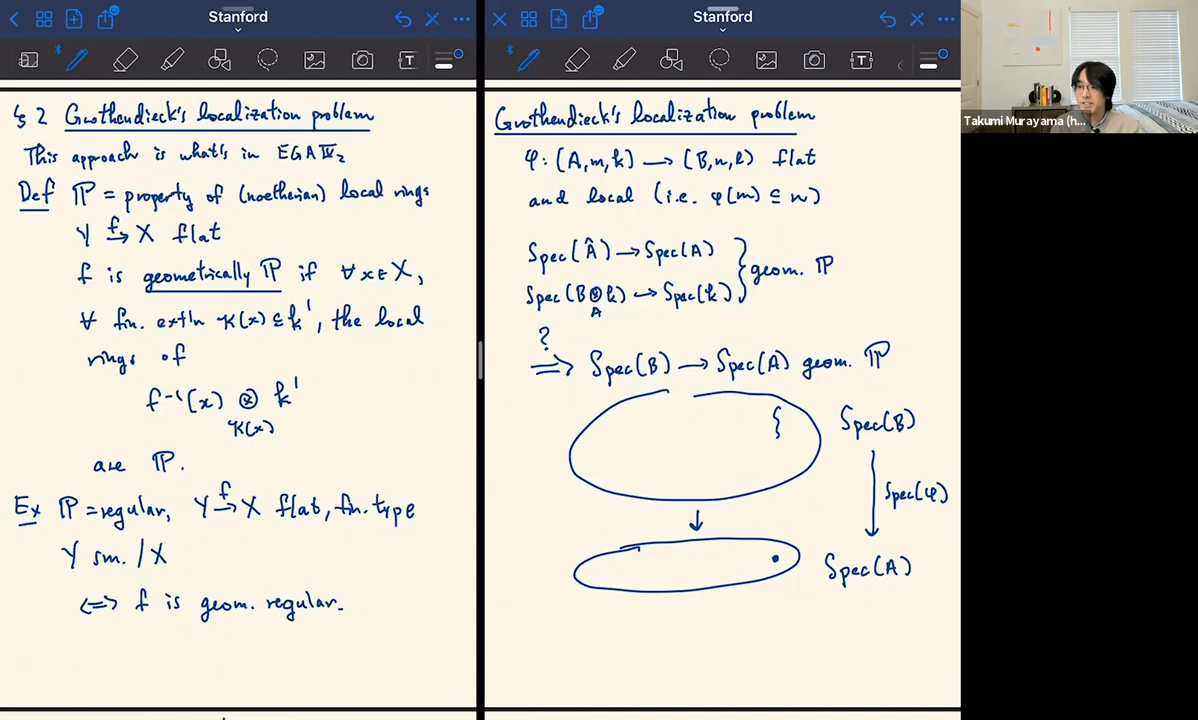 Stanford
§ 2 Grothendieck's localization problem
This approach is what's in EGA IV₂
Def ℙ = property of (noetherian) local rings
Y →f X flat
f is geometrically ℙ if ∀ x ∈ X,
∀ fin. ext'n κ(x) ⊆ k', the local
rings of
f⁻¹(x) ⊗ k'
κ(x)
are ℙ.
Ex ℙ = regular, Y →f X flat, fin. type
Y sm. / X
⟺ f is geom. regular.
Stanford
Grothendieck's localization problem
φ: (A, m, k) → (B, n, l) flat
and local (i.e. φ(m) ⊆ n)
Spec(Â) → Spec(A)
Spec(B ⊗ k) → Spec(k)
A
} geom. ℙ
?
⟹ Spec(B) → Spec(A) geom. ℙ
Spec(B)
Spec(φ)
Spec(A)
Takumi Murayama (h...